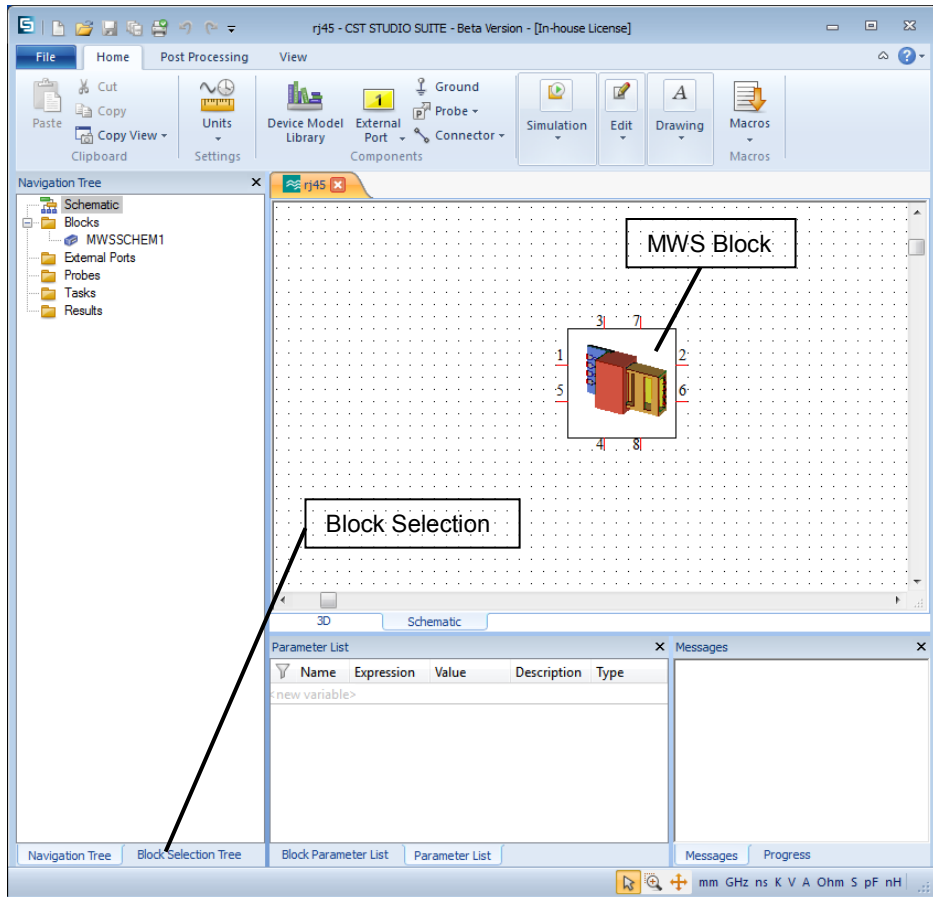 rj45 - CST STUDIO SUITE - Beta Version - [In-house License]
File Home Post Processing View
Paste
Cut
Copy
Copy View
Clipboard
Units
Settings
Device Model Library
1
External Port
Ground
Probe
Connector
Components
Simulation
Edit
A
Drawing
Macros
Macros
Navigation Tree
Schematic
Blocks
MWSSCHEM1
External Ports
Probes
Tasks
Results
rj45
MWS Block
3 7
1 2
5 6
4 8
Block Selection
3D Schematic
Parameter List
Name Expression Value Description Type
<new variable>
Messages
Navigation Tree Block Selection Tree
Block Parameter List Parameter List
Messages Progress
mm GHz ns K V A Ohm S pF nH